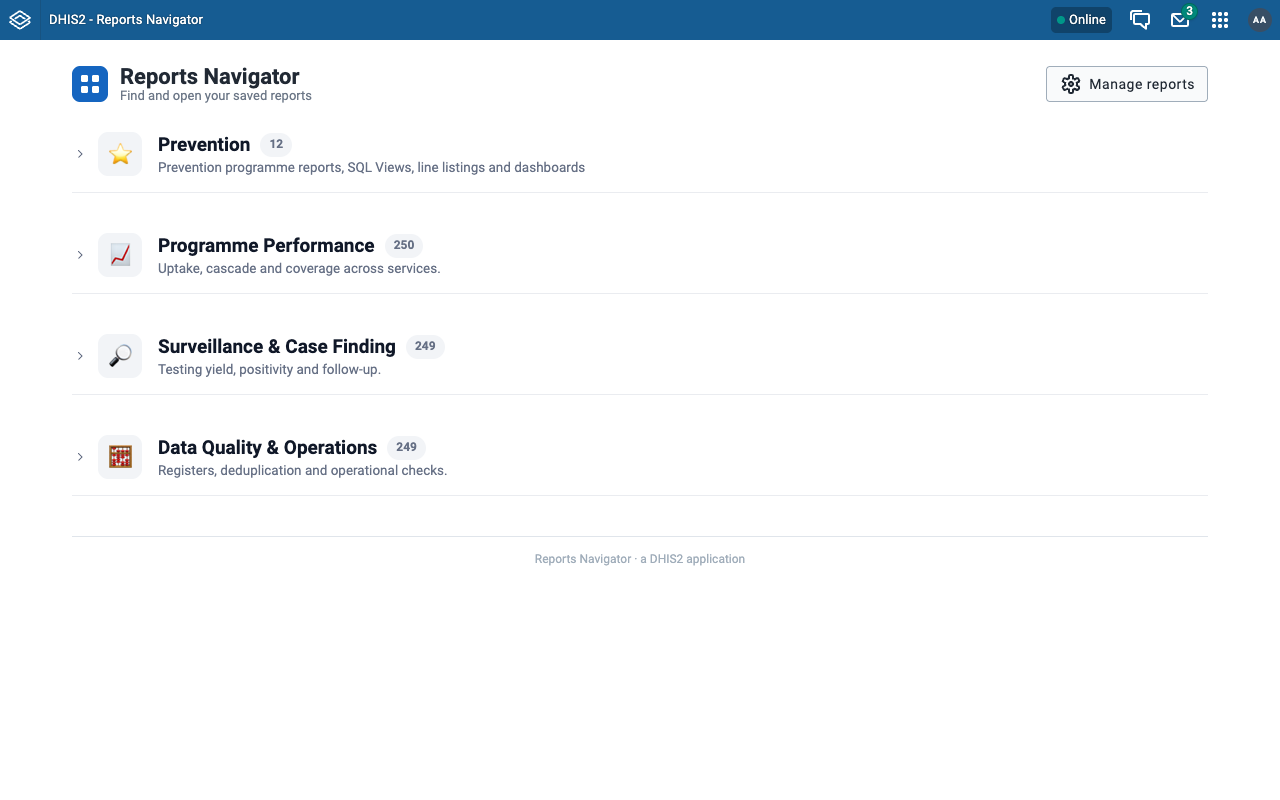 DHIS2 - Reports Navigator
Online
3
AA
Reports Navigator
Find and open your saved reports
Manage reports
Prevention 12
Prevention programme reports, SQL Views, line listings and dashboards
Programme Performance 250
Uptake, cascade and coverage across services.
Surveillance & Case Finding 249
Testing yield, positivity and follow-up.
Data Quality & Operations 249
Registers, deduplication and operational checks.
Reports Navigator · a DHIS2 application